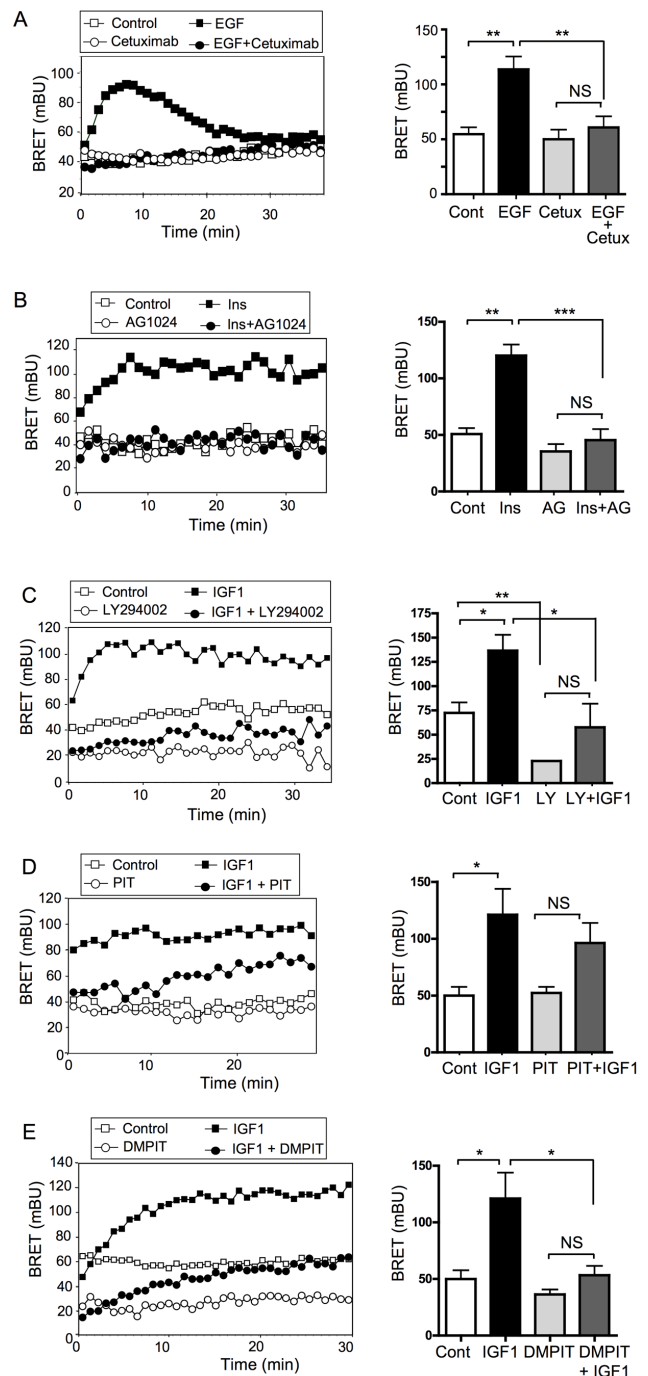 A
Control EGF
Cetuximab EGF+Cetuximab
BRET (mBU)
100
80
60
40
20
0 10 20 30
Time (min)
BRET (mBU)
150
100
50
0
** **
NS
Cont EGF Cetux EGF
+
Cetux
B
Control Ins
AG1024 Ins+AG1024
BRET (mBU)
120
100
80
60
40
20
0
0 10 20 30
Time (min)
BRET (mBU)
150
100
50
0
** ***
NS
Cont Ins AG Ins+AG
C
Control IGF1
LY294002 IGF1 + LY294002
BRET (mBU)
120
100
80
60
40
20
0
0 10 20 30
Time (min)
BRET (mBU)
175
150
125
100
75
50
25
0
**
* *
NS
Cont IGF1 LY LY+IGF1
D
Control IGF1
PIT IGF1 + PIT
BRET (mBU)
120
100
80
60
40
20
0
0 10 20
Time (min)
BRET (mBU)
150
100
50
0
*
NS
Cont IGF1 PIT PIT+IGF1
E
Control IGF1
DMPIT IGF1 + DMPIT
BRET (mBU)
140
120
100
80
60
40
20
0
0 10 20 30
Time (min)
BRET (mBU)
150
100
50
0
* *
NS
Cont IGF1 DMPIT DMPIT
+ IGF1